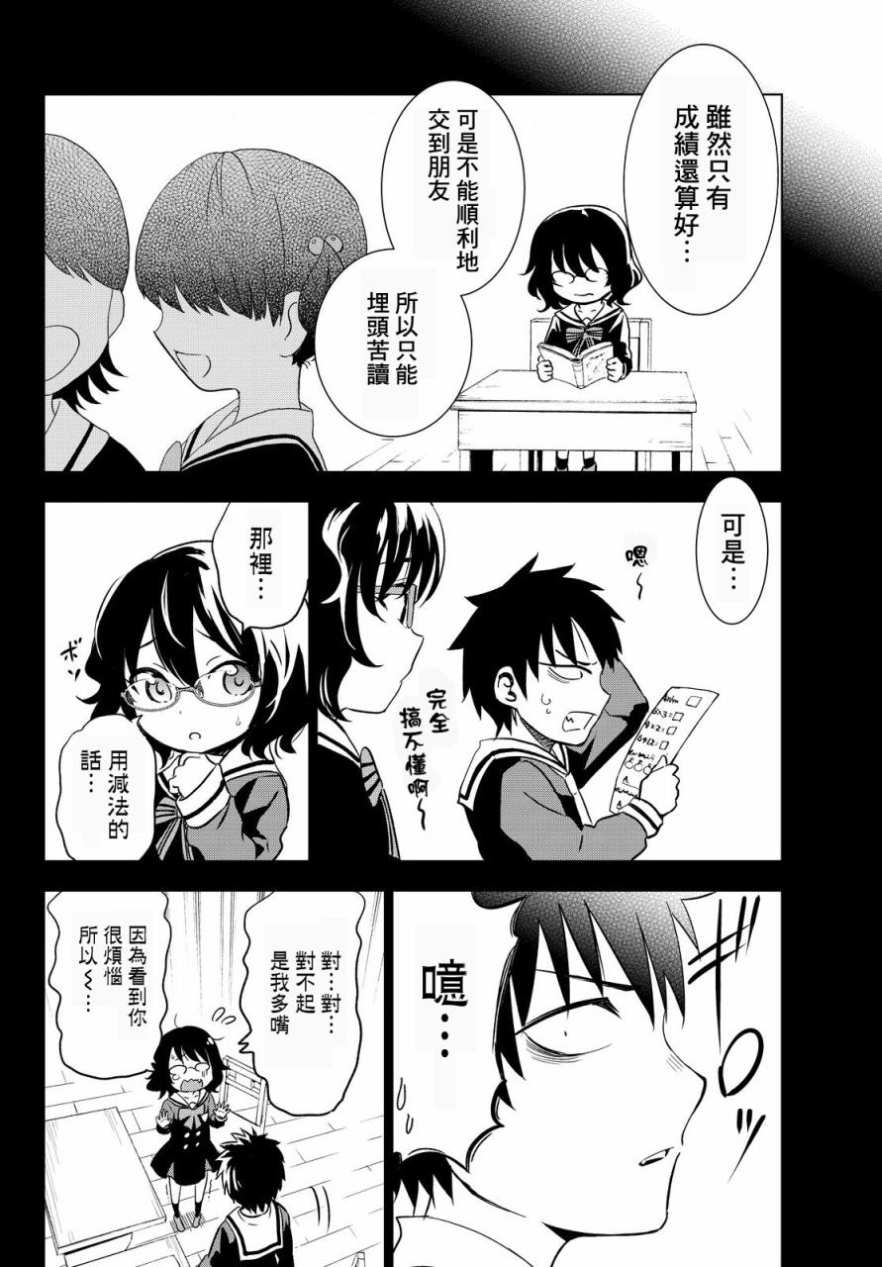 雖然只有
成績還算好…
可是不能順利地
交到朋友
所以只能
埋頭苦讀
可是…
嗯～
完全
搞不懂啊～
那裡…
ボソ
用減法的
話…
噫…
対…對…
對不起
是我多嘴
因為看到你
很煩惱
所以～…